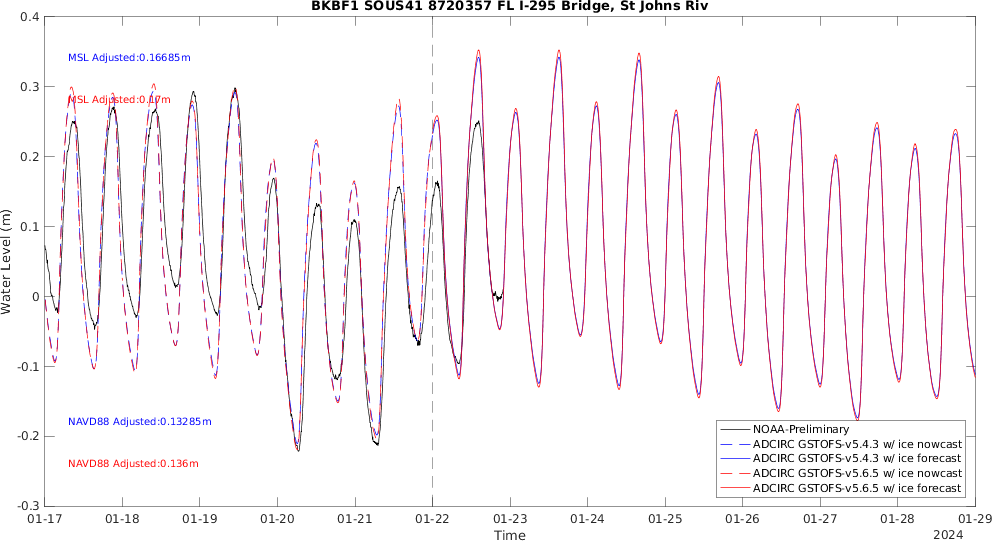 BKBF1 SOUS41 8720357 FL I-295 Bridge, St Johns Riv
0.4
0.3
0.2
0.1
0
-0.1
-0.2
-0.3
Water Level (m)
MSL Adjusted:0.16685m
MSL Adjusted:0.17m
NAVD88 Adjusted:0.13285m
NAVD88 Adjusted:0.136m
NOAA-Preliminary
ADCIRC GSTOFS-v5.4.3 w/ ice nowcast
ADCIRC GSTOFS-v5.4.3 w/ ice forecast
ADCIRC GSTOFS-v5.6.5 w/ ice nowcast
ADCIRC GSTOFS-v5.6.5 w/ ice forecast
01-17 01-18 01-19 01-20 01-21 01-22 01-23 01-24 01-25 01-26 01-27 01-28 01-29
Time
2024